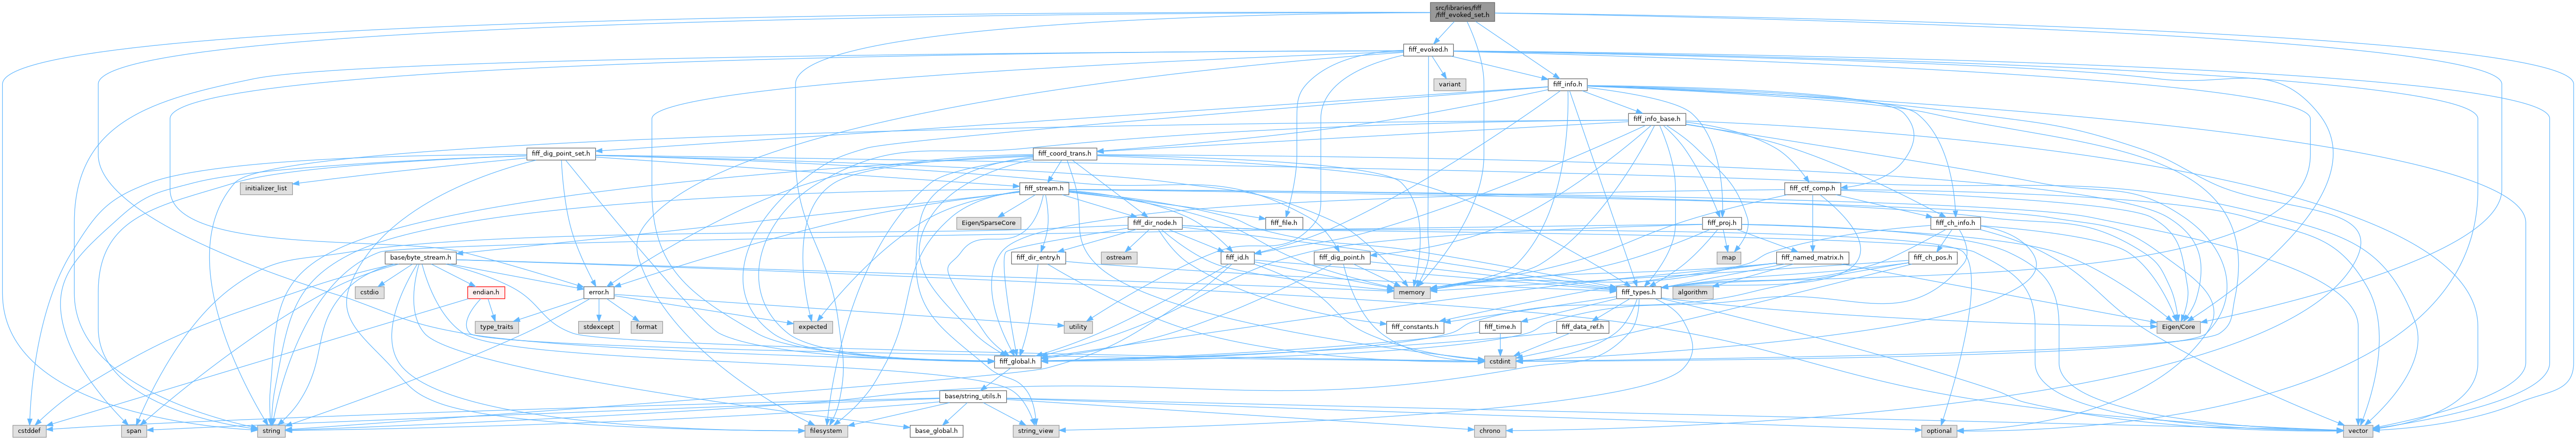 src/libraries/fiff
/fiff_evoked_set.h
fiff_evoked.h
variant
fiff_info.h
fiff_info_base.h
fiff_dig_point_set.h
fiff_coord_trans.h
initializer_list
fiff_stream.h
fiff_ctf_comp.h
Eigen/SparseCore
fiff_dir_node.h
fiff_file.h
fiff_proj.h
fiff_ch_info.h
base/byte_stream.h
ostream
fiff_dir_entry.h
fiff_id.h
fiff_dig_point.h
map
fiff_named_matrix.h
fiff_ch_pos.h
cstdio
endian.h
error.h
memory
fiff_types.h
algorithm
type_traits
stdexcept
format
expected
utility
fiff_constants.h
fiff_time.h
fiff_data_ref.h
Eigen/Core
fiff_global.h
cstdint
base/string_utils.h
cstddef
span
string
filesystem
base_global.h
string_view
chrono
optional
vector